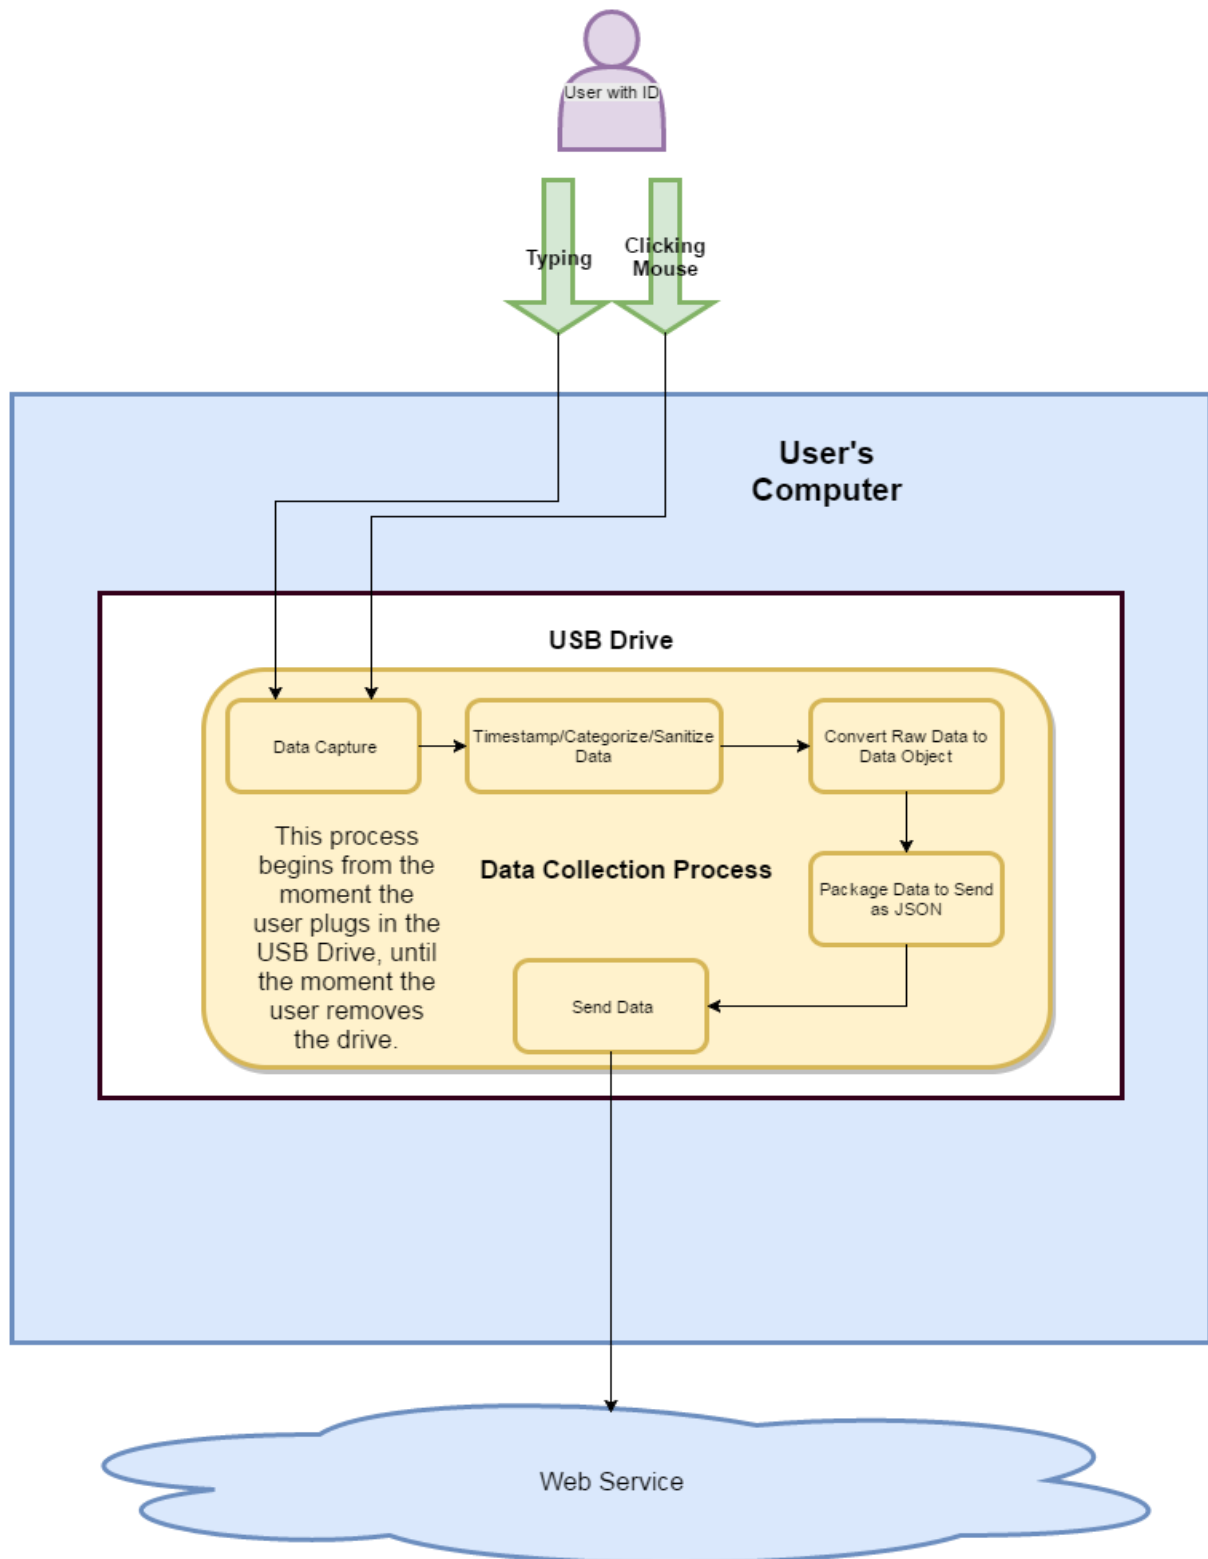 User with ID
Typing
Clicking
Mouse
User's
Computer
USB Drive
Data Capture
Timestamp/Categorize/Sanitize
Data
Convert Raw Data to
Data Object
This process
begins from the
moment the
user plugs in the
USB Drive, until
the moment the
user removes
the drive.
Data Collection Process
Package Data to Send
as JSON
Send Data
Web Service